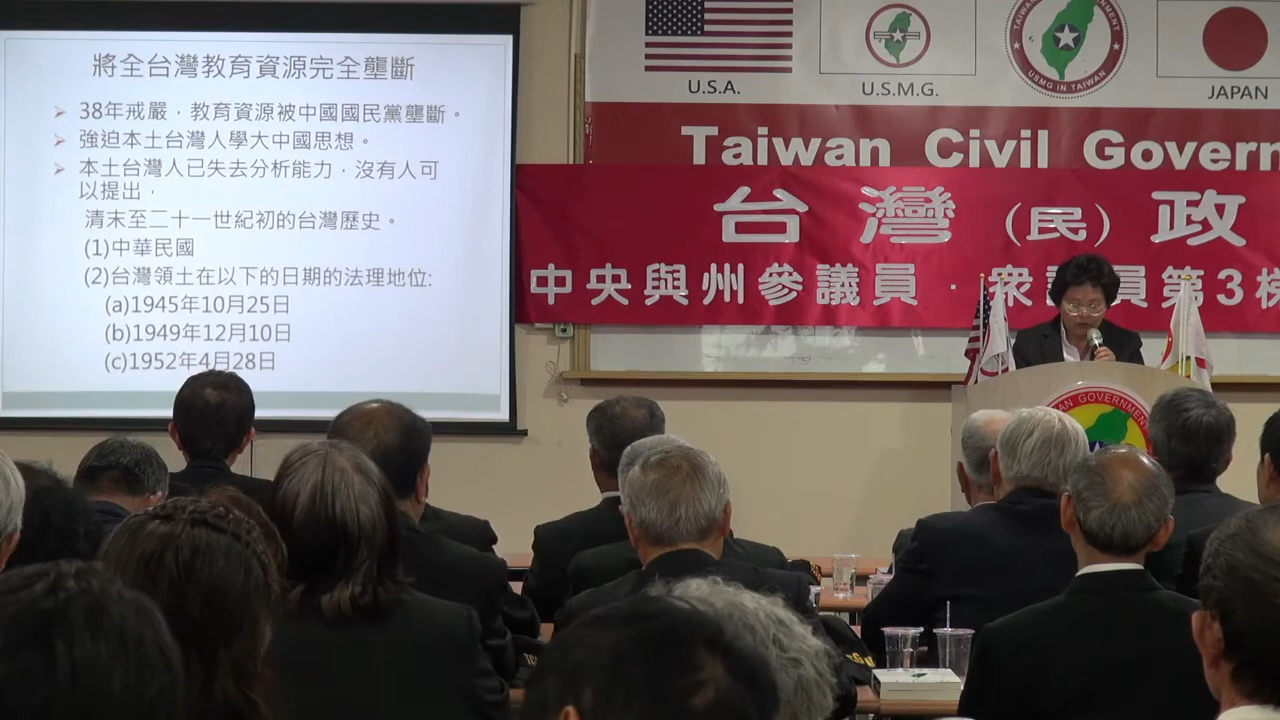 將全台灣教育資源完全壟斷
➢ 38年戒嚴，教育資源被中國國民黨壟斷。
➢ 強迫本土台灣人學大中國思想。
➢ 本土台灣人已失去分析能力，沒有人可
以提出，
清末至二十一世紀初的台灣歷史。
(1)中華民國
(2)台灣領土在以下的日期的法理地位:
(a)1945年10月25日
(b)1949年12月10日
(c)1952年4月28日
U.S.A.
U.S.M.G.
USMG IN TAIWAN
JAPAN
Taiwan Civil Govern
台灣(民)政
中央與州參議員．衆議員第3梯
GOVERNMENT